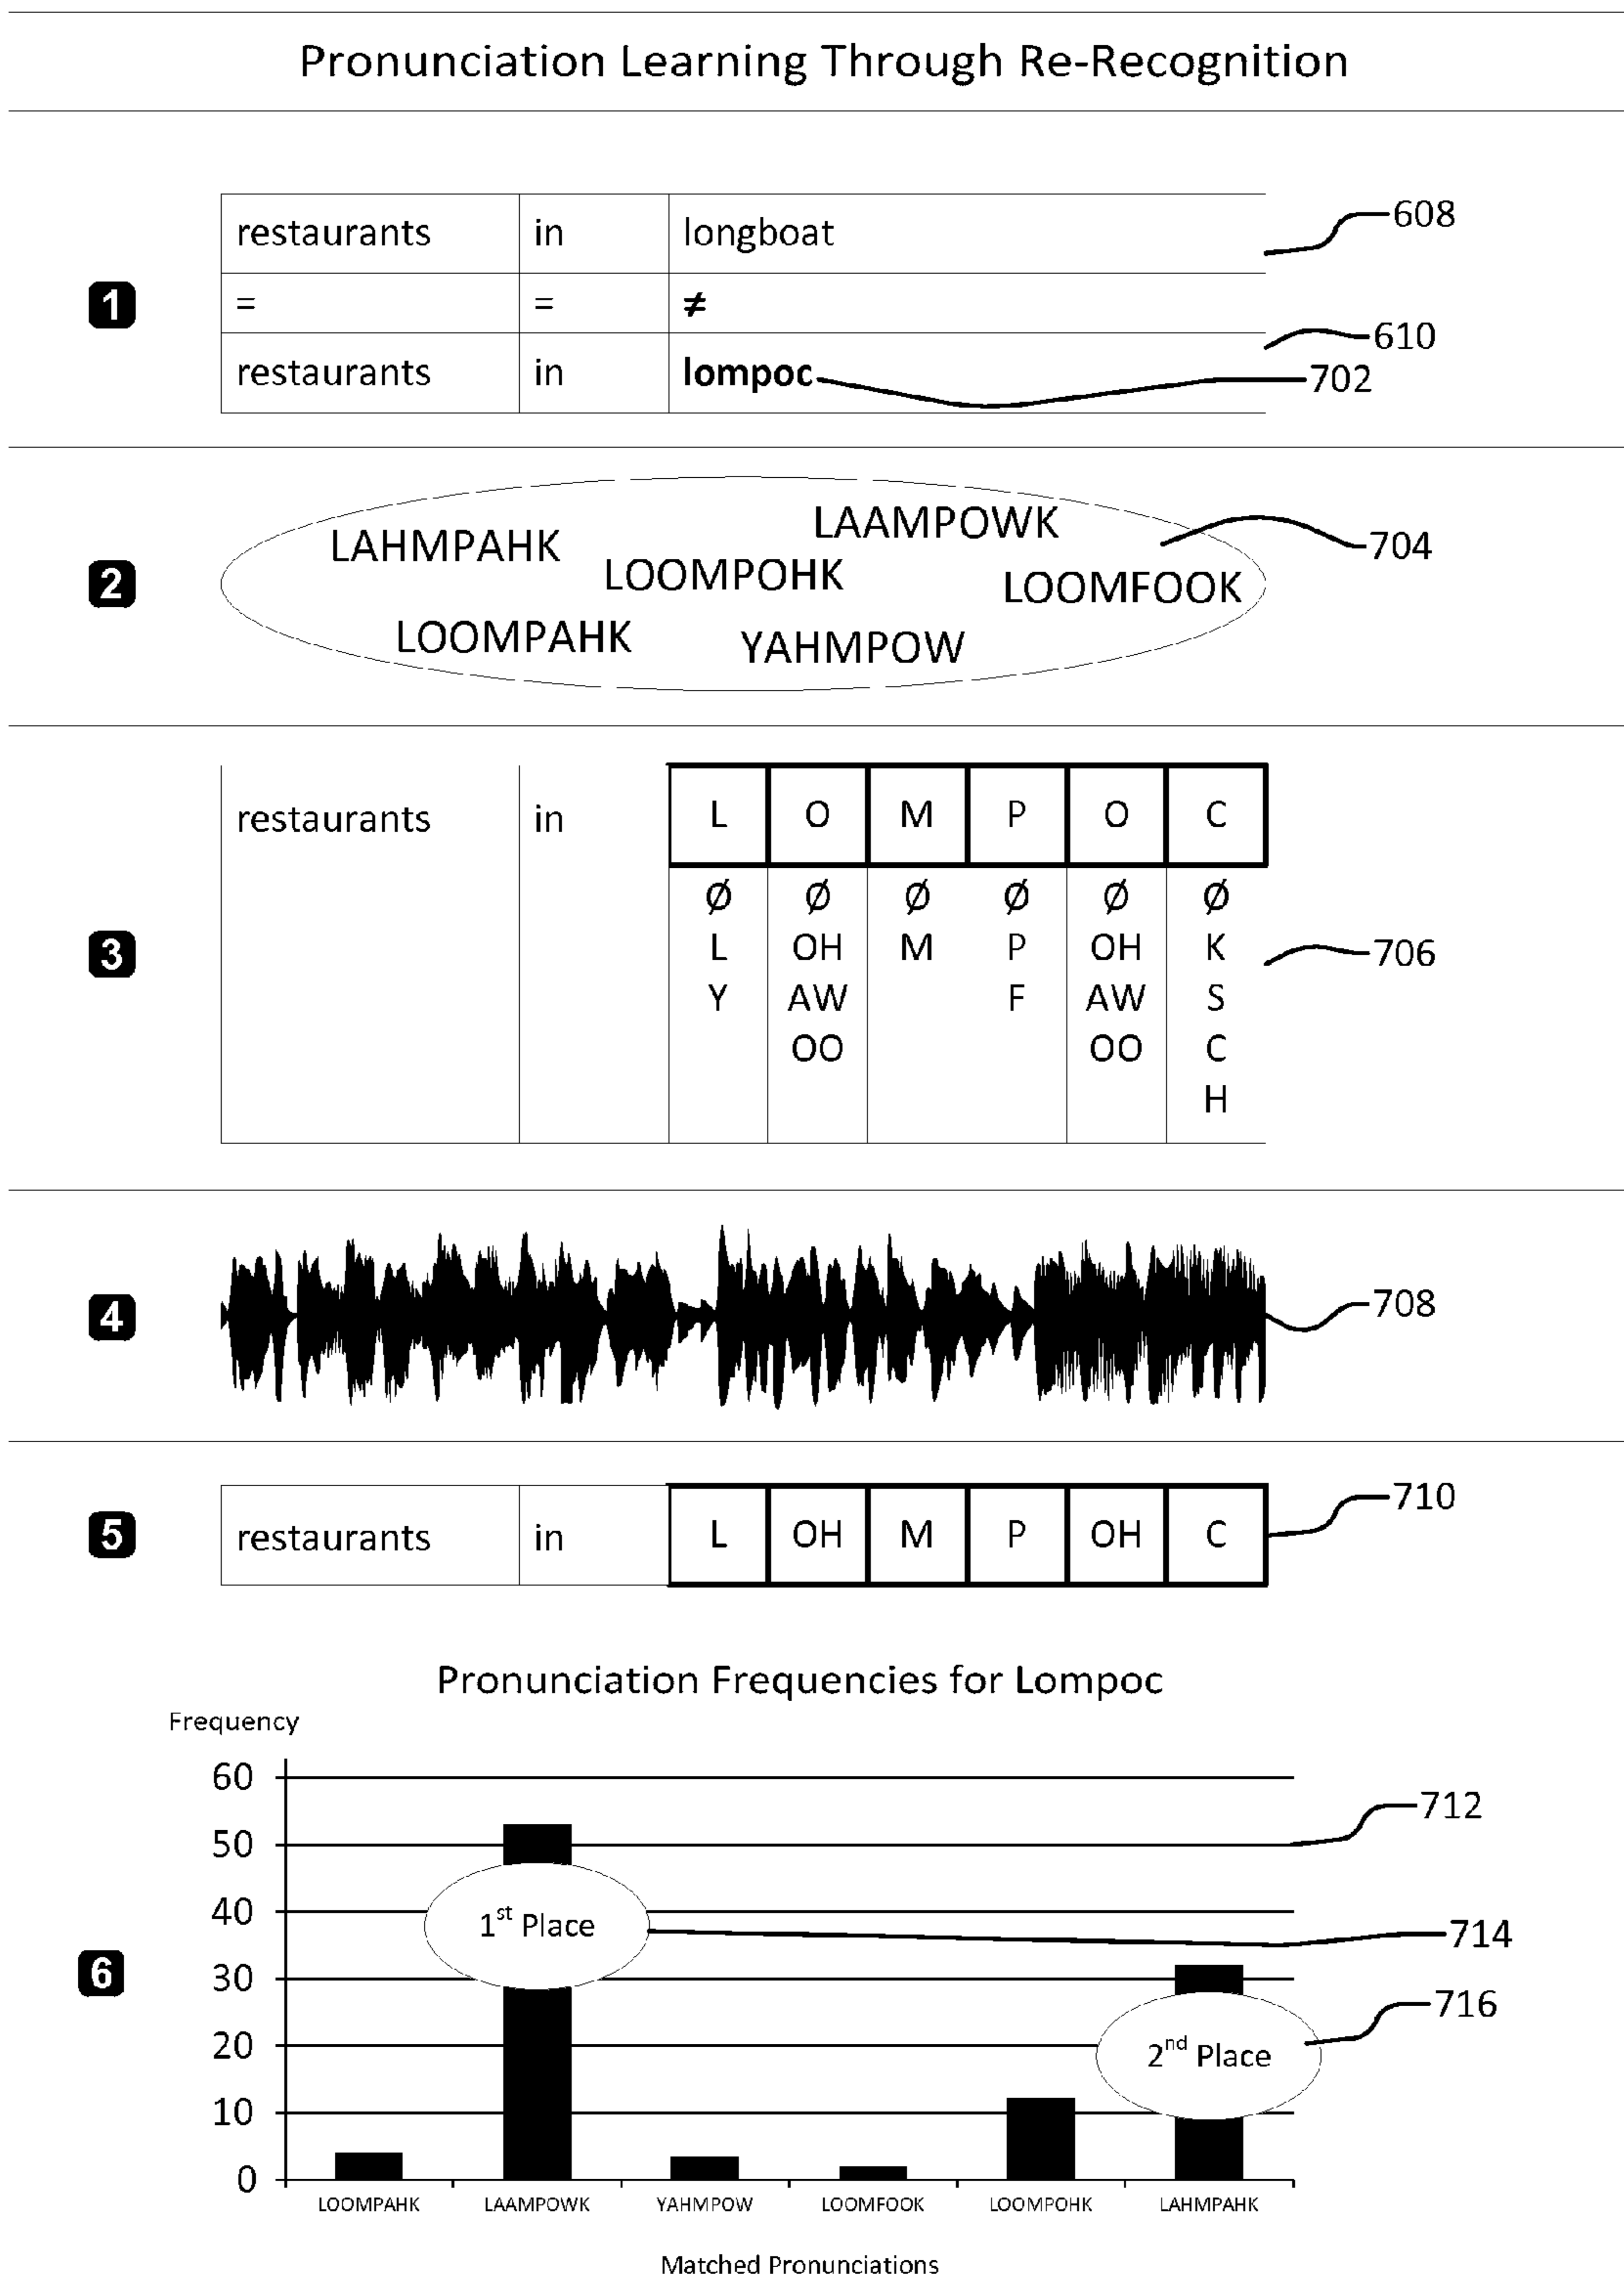 Pronunciation Learning Through Re-Recognition
restaurants in longboat 608
1
= = ≠
610
restaurants in lompoc 702
LAAMPOWK
LAHMPAHK 704
2 LOOMPOHK LOOMFOOK
LOOMPAHK YAHMPOW
restaurants in L O M P O C
Ø Ø Ø Ø Ø Ø
3 L OH M P OH K 706
Y AW F AW S
OO OO C
H
4 708
710
5 restaurants in L OH M P OH C
Pronunciation Frequencies for Lompoc
Frequency
60
712
50
40
1st Place 714
6 30
716
20 2nd Place
10
0
LOOMPAHK LAAMPOWK YAHMPOW LOOMFOOK LOOMPOHK LAHMPAHK
Matched Pronunciations